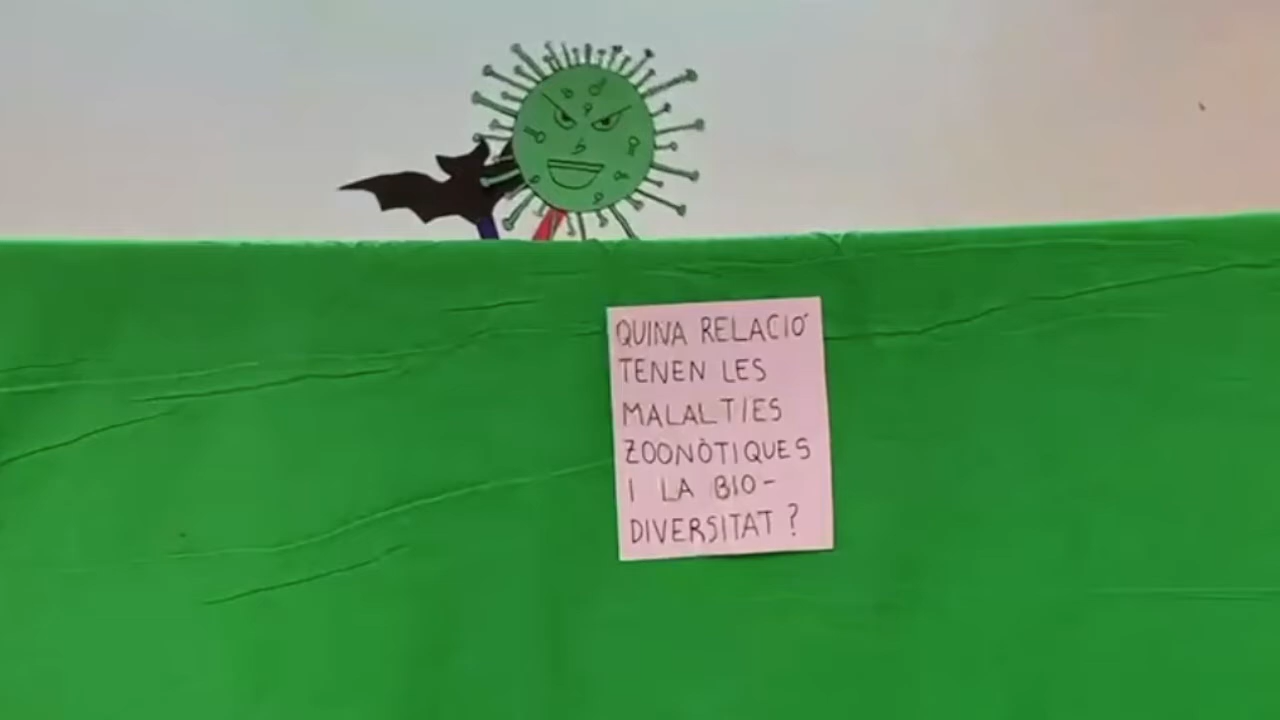 QUINA RELACIÓ
TENEN LES
MALALTIES
ZOONÒTIQUES
I LA BIO-
DIVERSITAT?